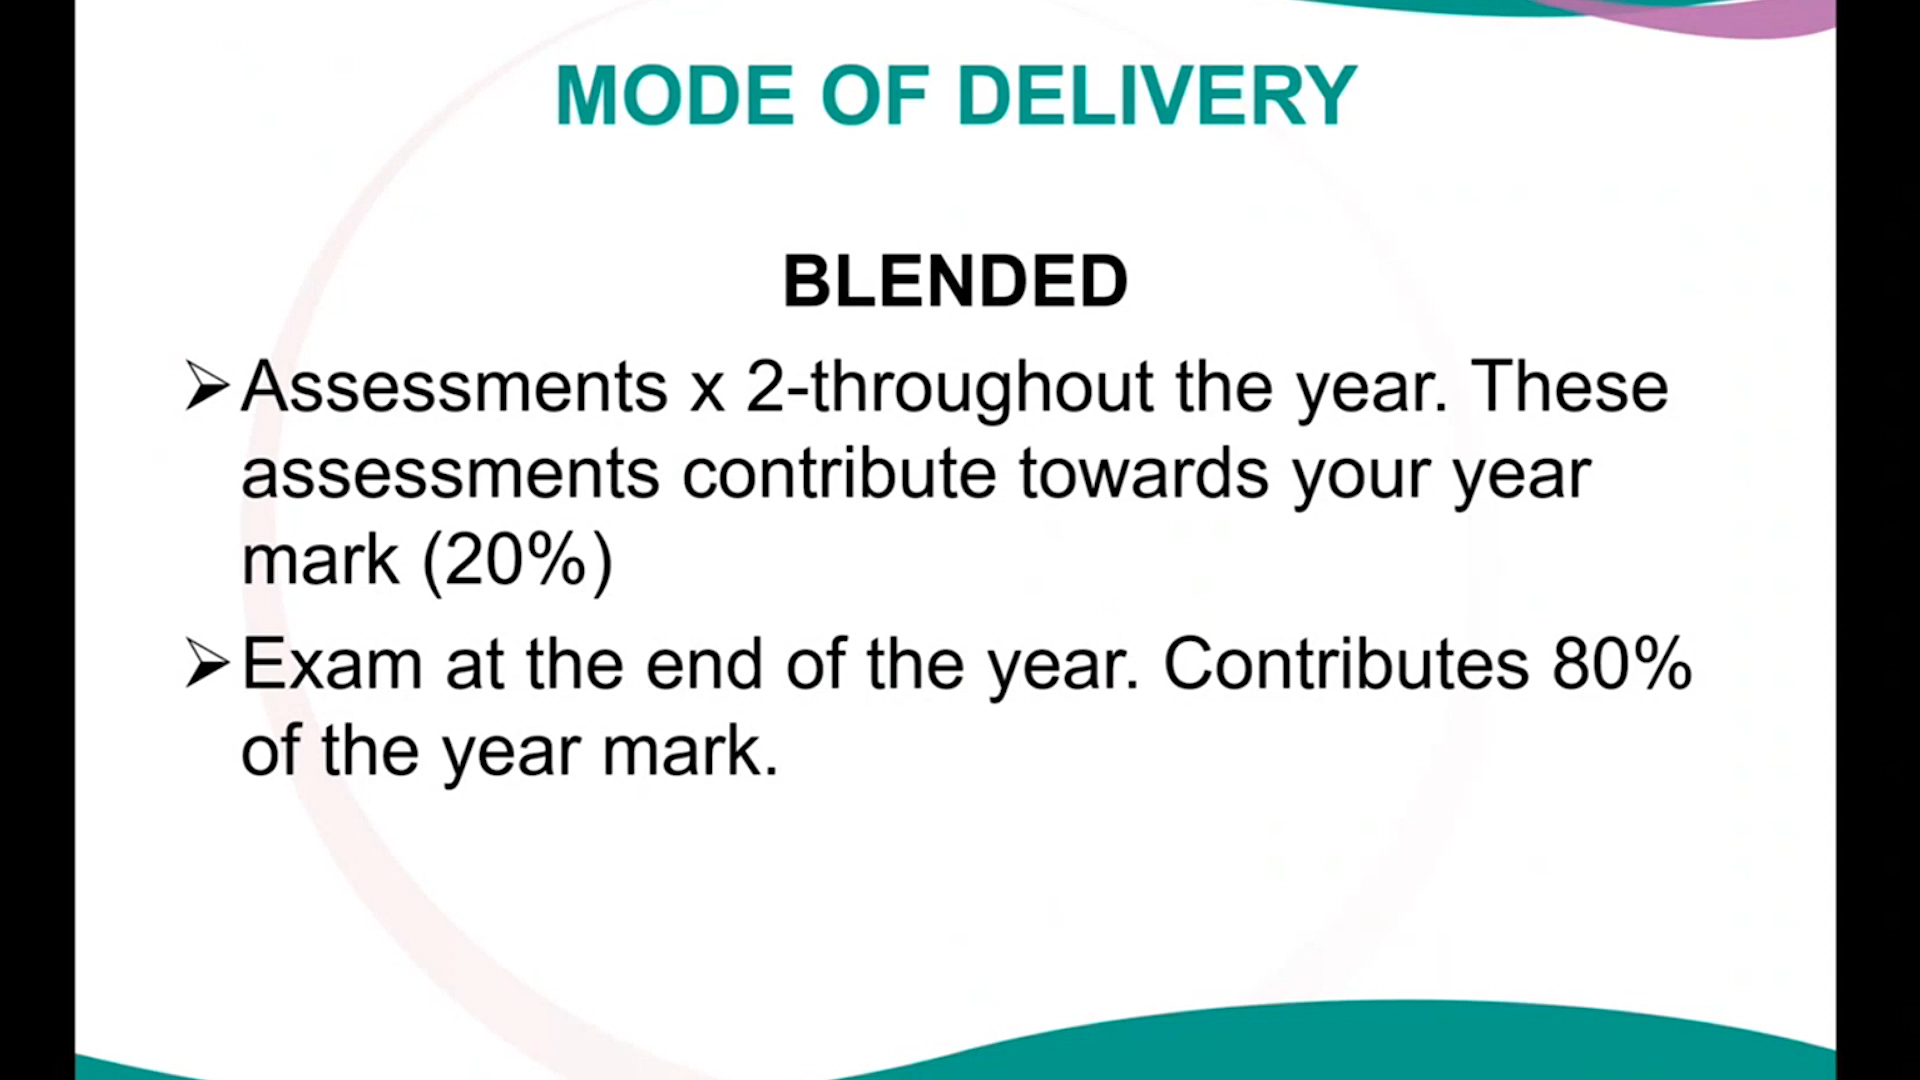 MODE OF DELIVERY
BLENDED
➢Assessments x 2-throughout the year. These
assessments contribute towards your year
mark (20%)
➢Exam at the end of the year. Contributes 80%
of the year mark.